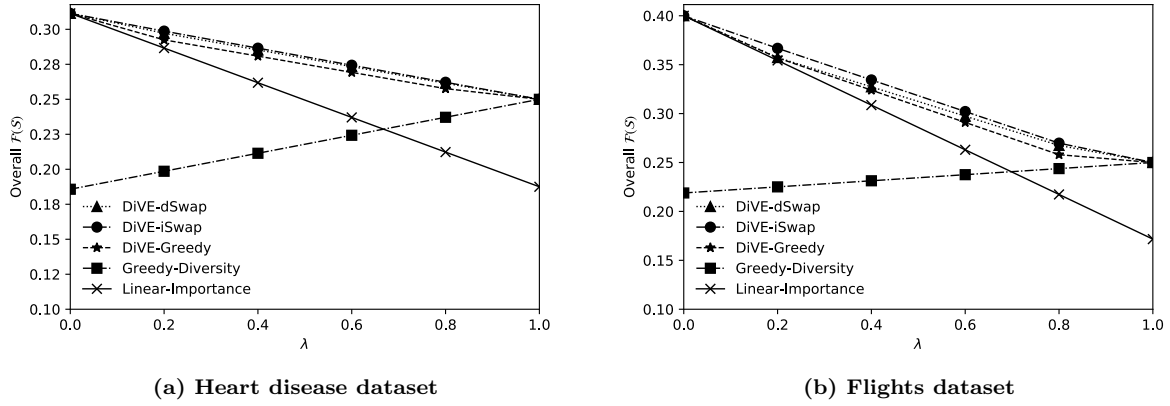 0.30
0.28
0.25
0.23
0.20
0.18
0.15
0.12
0.10
Overall F(S)
DiVE-dSwap
DiVE-iSwap
DiVE-Greedy
Greedy-Diversity
Linear-Importance
0.0 0.2 0.4 0.6 0.8 1.0
λ
(a) Heart disease dataset
0.40
0.35
0.30
0.25
0.20
0.15
0.10
Overall F(S)
DiVE-dSwap
DiVE-iSwap
DiVE-Greedy
Greedy-Diversity
Linear-Importance
0.0 0.2 0.4 0.6 0.8 1.0
λ
(b) Flights dataset